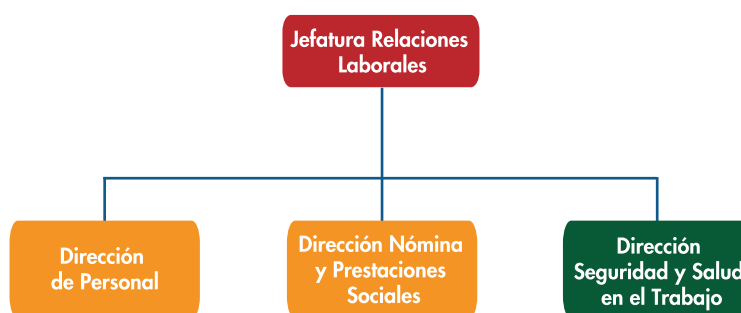 Jefatura Relaciones
Laborales
Dirección
de Personal
Dirección Nómina
y Prestaciones
Sociales
Dirección
Seguridad y Salud
en el Trabajo